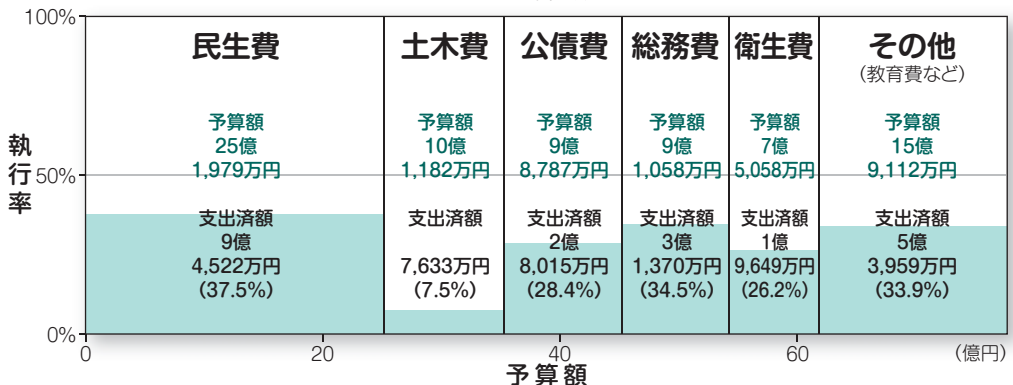 100%
50%
0%
執行率
民生費
予算額
25億
1,979万円
支出済額
9億
4,522万円
(37.5%)
土木費
予算額
10億
1,182万円
支出済額
7,633万円
(7.5%)
公債費
予算額
9億
8,787万円
支出済額
2億
8,015万円
(28.4%)
総務費
予算額
9億
1,058万円
支出済額
3億
1,370万円
(34.5%)
衛生費
予算額
7億
5,058万円
支出済額
1億
9,649万円
(26.2%)
その他
(教育費など)
予算額
15億
9,112万円
支出済額
5億
3,959万円
(33.9%)
0
20
40
60
(億円)
予算額